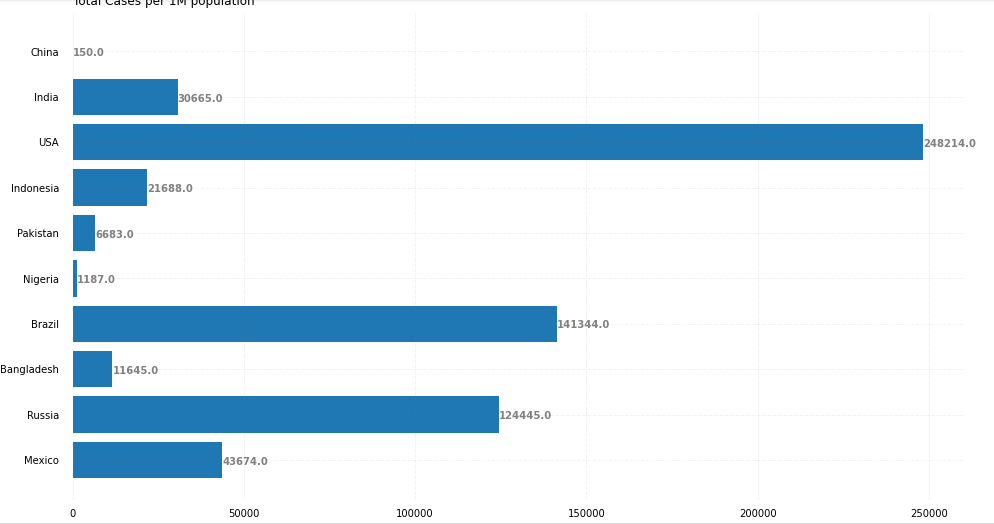 Total Cases per 1M population
China 150.0
India 30665.0
USA 248214.0
Indonesia 21688.0
Pakistan 6683.0
Nigeria 1187.0
Brazil 141344.0
Bangladesh 11645.0
Russia 124445.0
Mexico 43674.0
0 50000 100000 150000 200000 250000